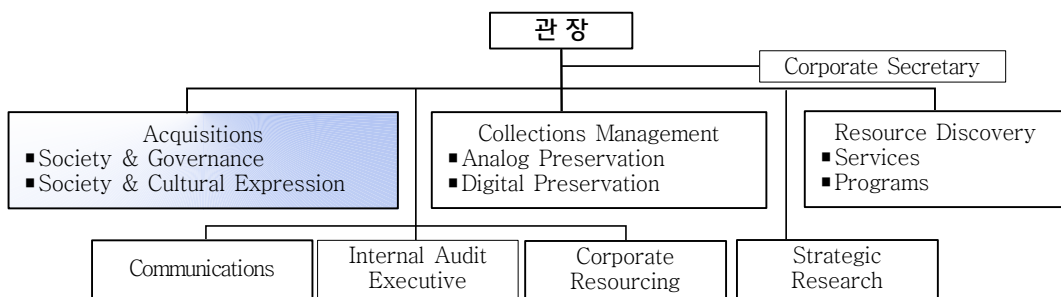 관 장
Corporate Secretary
Acquisitions
■ Society & Governance
■ Society & Cultural Expression
Collections Management
■ Analog Preservation
■ Digital Preservation
Resource Discovery
■ Services
■ Programs
Communications
Internal Audit
Executive
Corporate
Resourcing
Strategic
Research